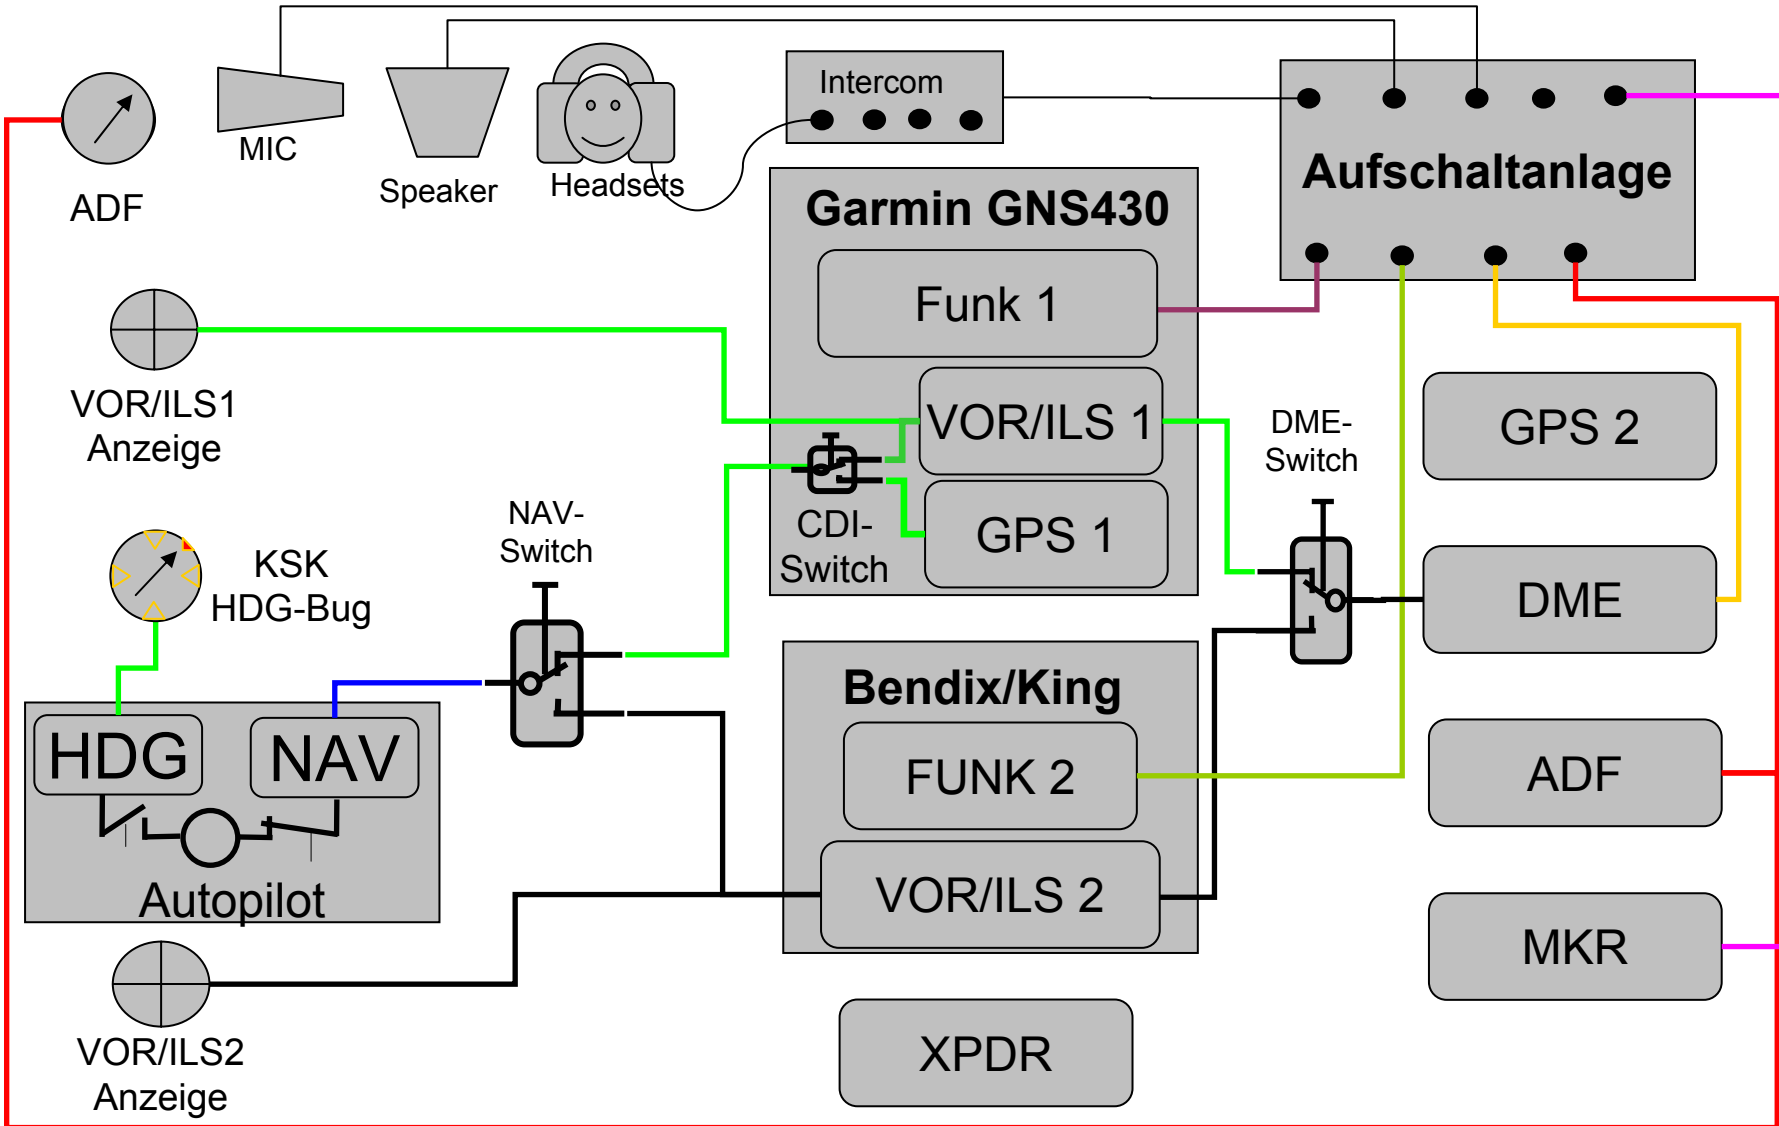 Intercom
MIC
Speaker
Headsets
ADF
Aufschaltanlage
Garmin GNS430
Funk 1
VOR/ILS1
Anzeige
VOR/ILS 1
DME-
Switch
GPS 2
CDI-
Switch
GPS 1
NAV-
Switch
KSK
HDG-Bug
DME
Bendix/King
HDG
NAV
FUNK 2
ADF
Autopilot
VOR/ILS 2
MKR
VOR/ILS2
Anzeige
XPDR